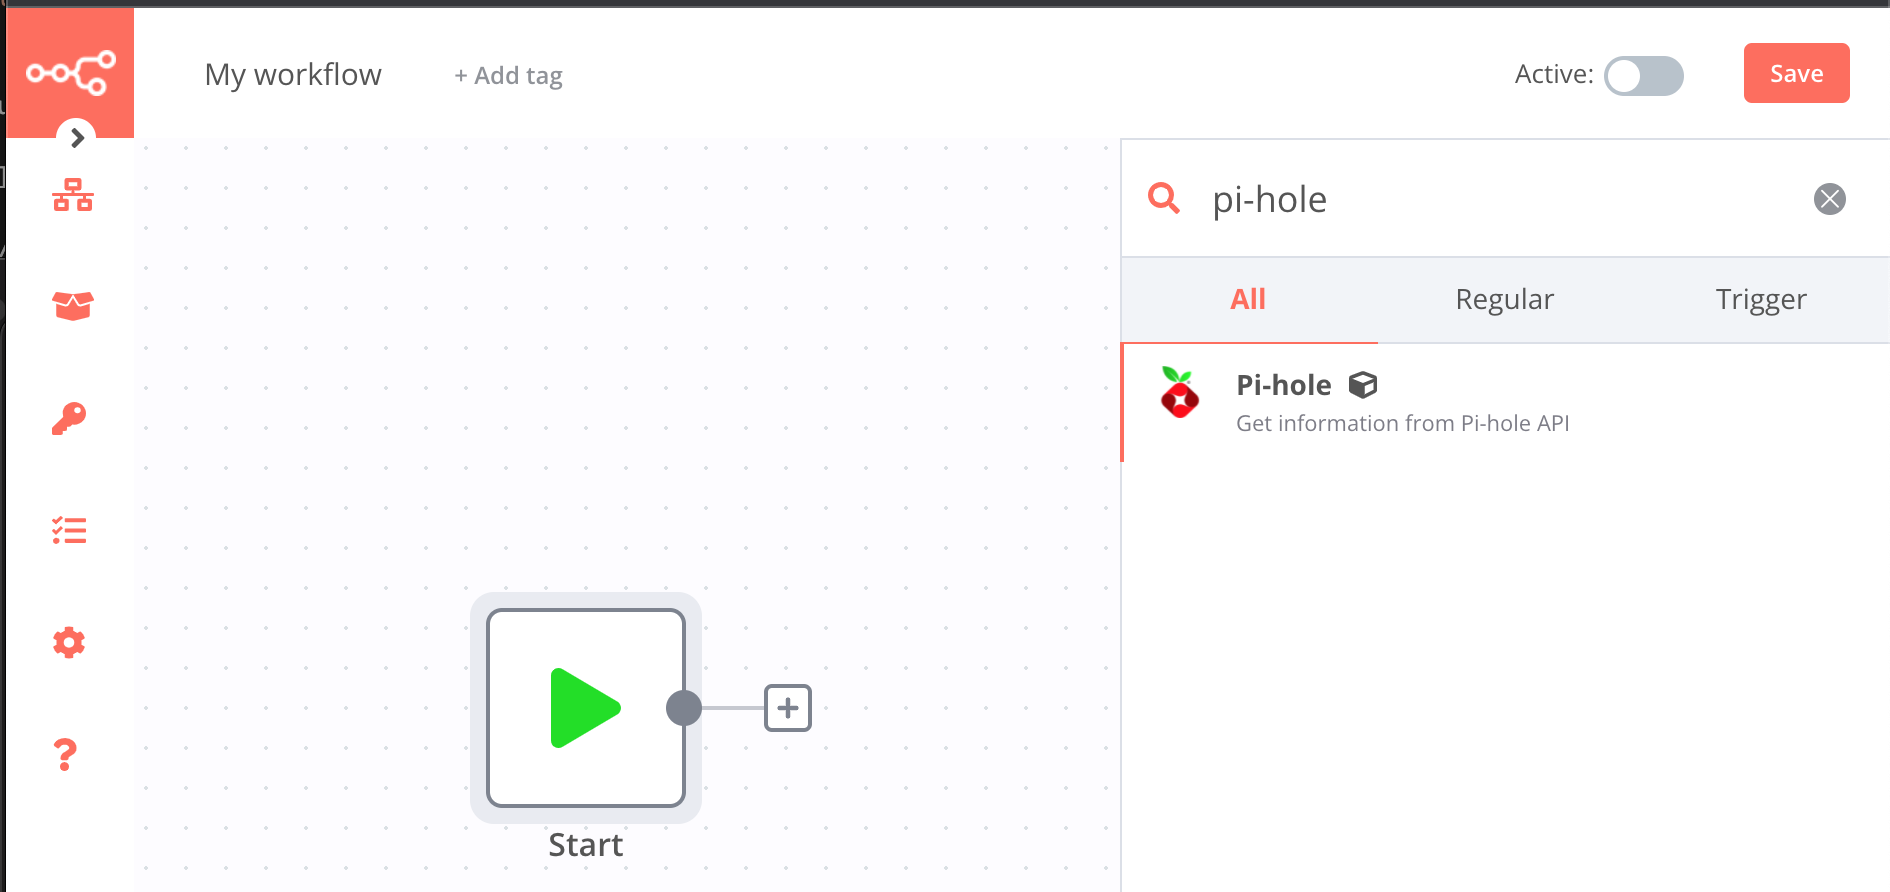 My workflow
+ Add tag
Active:
Save
pi-hole
All
Regular
Trigger
Pi-hole
Get information from Pi-hole API
Start